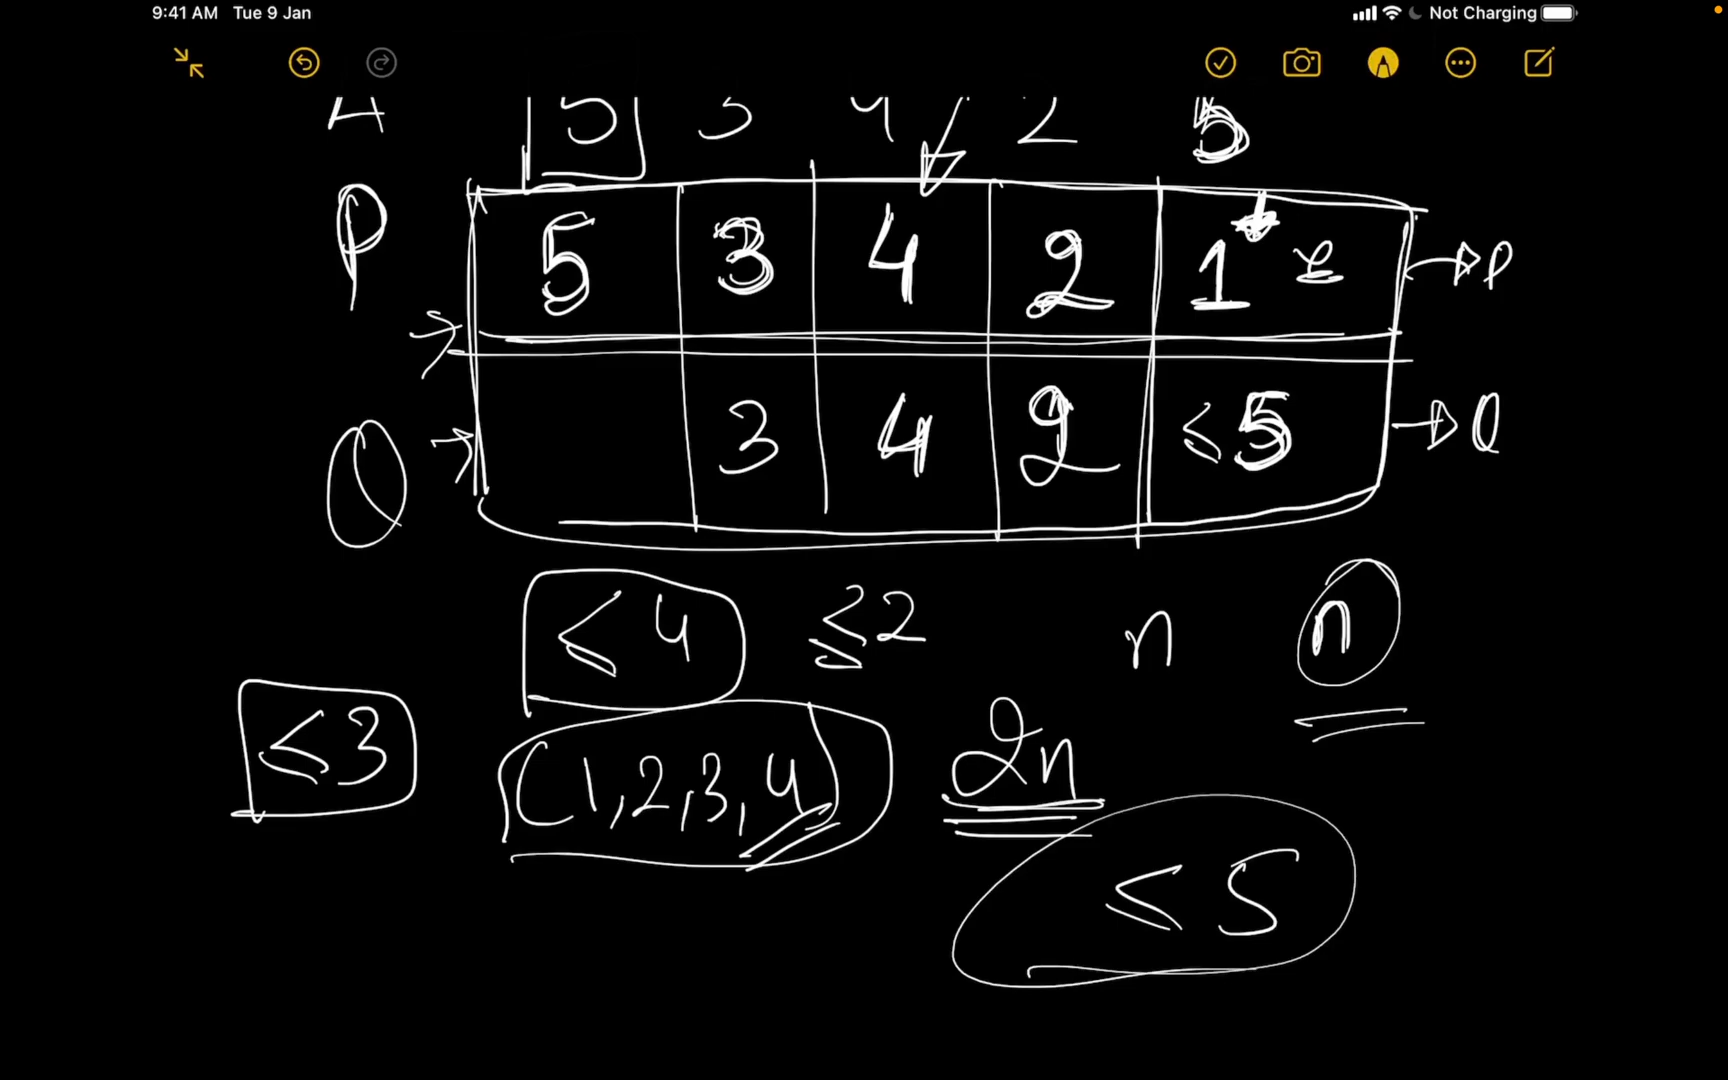 9:41 AM Tue 9 Jan Not Charging
A 5 3 4 2 5
P 5 3 4 2 1 → P
Q 3 4 2 ≤ 5 → Q
≤ 4 ≤ 2 n n
≤ 3 (1,2,3,4) 2n
≤ 5